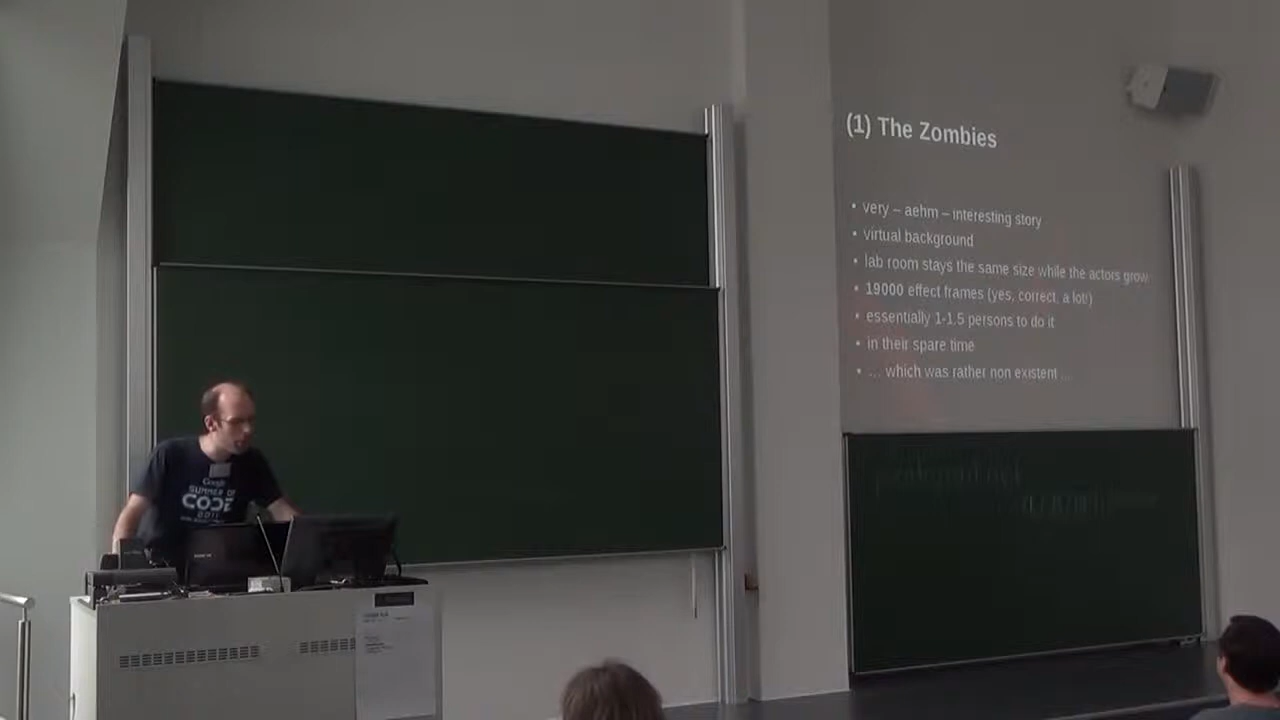 (1) The Zombies
• very – aehm – interesting story
• virtual background
• lab room stays the same size while the actors grow
• 19000 effect frames (yes, correct, a lot!)
• essentially 1-1.5 persons to do it
• in their spare time
• ... which was rather non existent ...
Google
SUMMER OF
CODE
2011